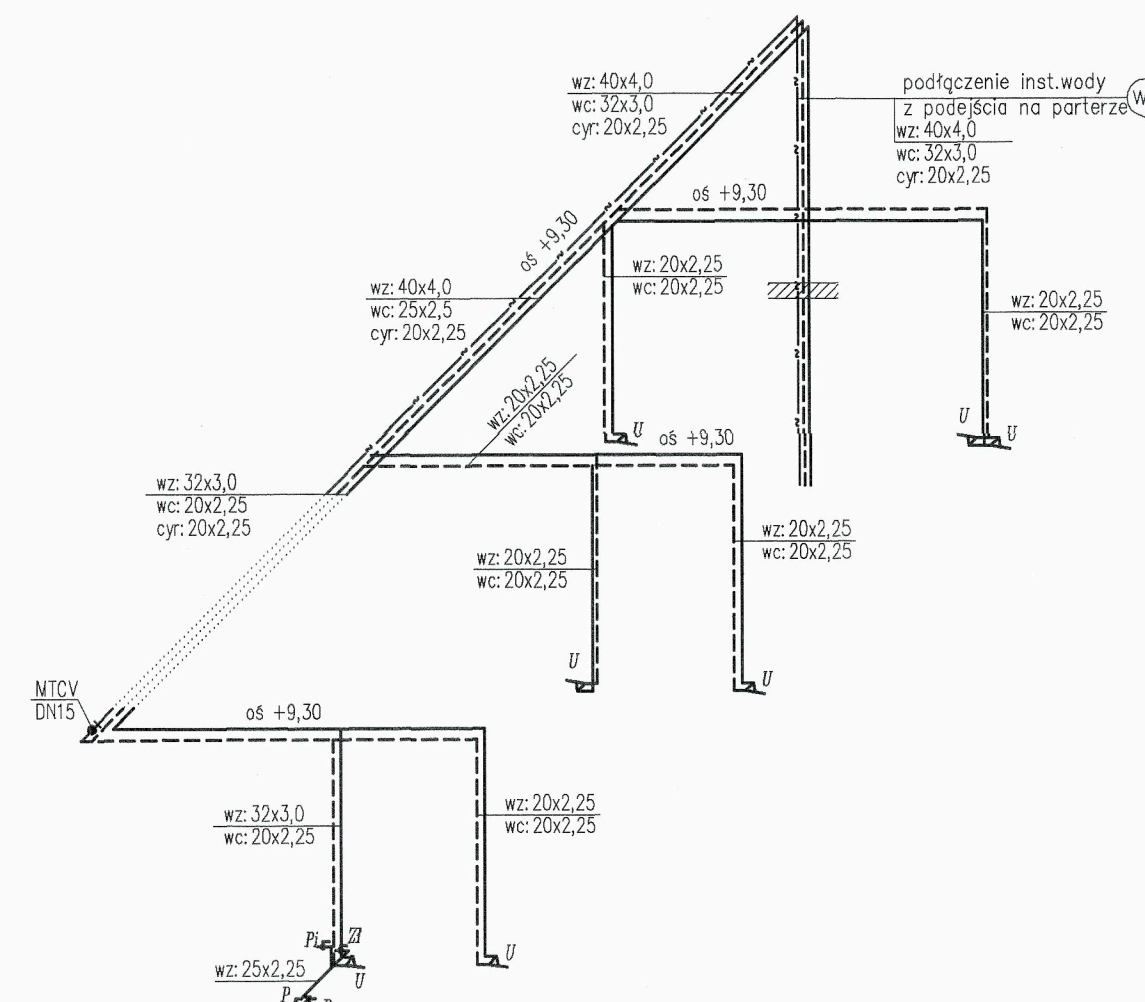 wz: 40x4,0
wc: 32x3,0
cyr: 20x2,25
podłączenie inst.wody
z podejścia na parterze
W
wz: 40x4,0
wc: 32x3,0
cyr: 20x2,25
oś +9,30
oś +9,30
wz: 20x2,25
wc: 20x2,25
wz: 40x4,0
wc: 25x2,5
cyr: 20x2,25
wz: 20x2,25
wc: 20x2,25
wz: 20x2,25
wc: 20x2,25
U
U
U
oś +9,30
wz: 32x3,0
wc: 20x2,25
cyr: 20x2,25
wz: 20x2,25
wc: 20x2,25
wz: 20x2,25
wc: 20x2,25
U
U
MTCV
DN15
oś +9,30
wz: 32x3,0
wc: 20x2,25
wz: 20x2,25
wc: 20x2,25
Pi
Zł
U
U
wz: 25x2,25
P